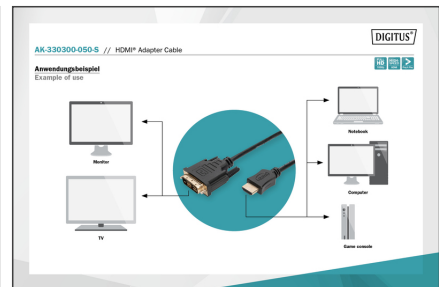 DIGITUS®
AK-330300-050-S // HDMI® Adapter Cable
Anwendungsbeispiel
Example of use
Monitor
TV
Notebook
Computer
Game console